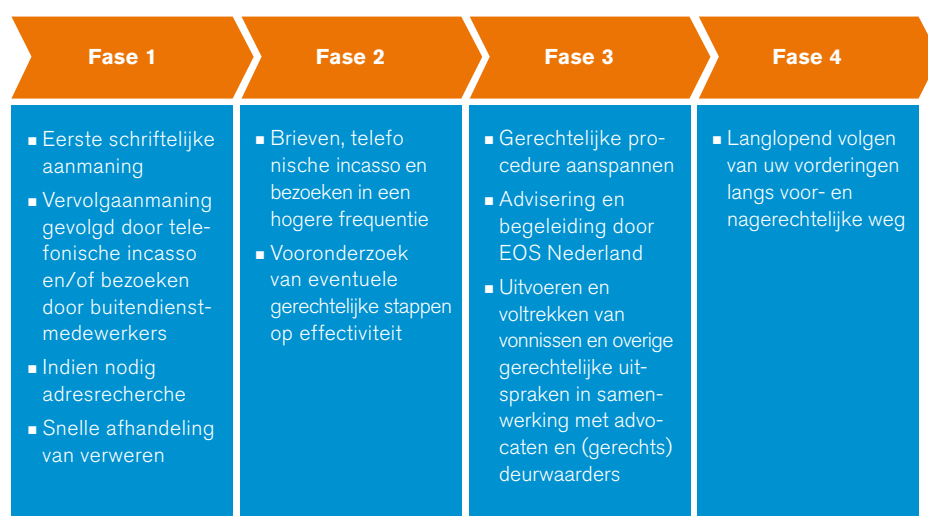 Fase 1
Fase 2
Fase 3
Fase 4
■ Eerste schriftelijke
aanmaning
■ Vervolgaanmaning
gevolgd door tele-
fonische incasso
en/of bezoeken
door buitendienst-
medewerkers
■ Indien nodig
adresrecherche
■ Snelle afhandeling
van verweren
■ Brieven, telefo
nische incasso en
bezoeken in een
hogere frequentie
■ Vooronderzoek
van eventuele
gerechtelijke stappen
op effectiviteit
■ Gerechtelijke pro-
cedure aanspannen
■ Advisering en
begeleiding door
EOS Nederland
■ Uitvoeren en
voltrekken van
vonnissen en overige
gerechtelijke uit-
spraken in samen-
werking met advo-
caten en (gerechts)
deurwaarders
■ Langlopend volgen
van uw vorderingen
langs voor- en
nagerechtelijke weg